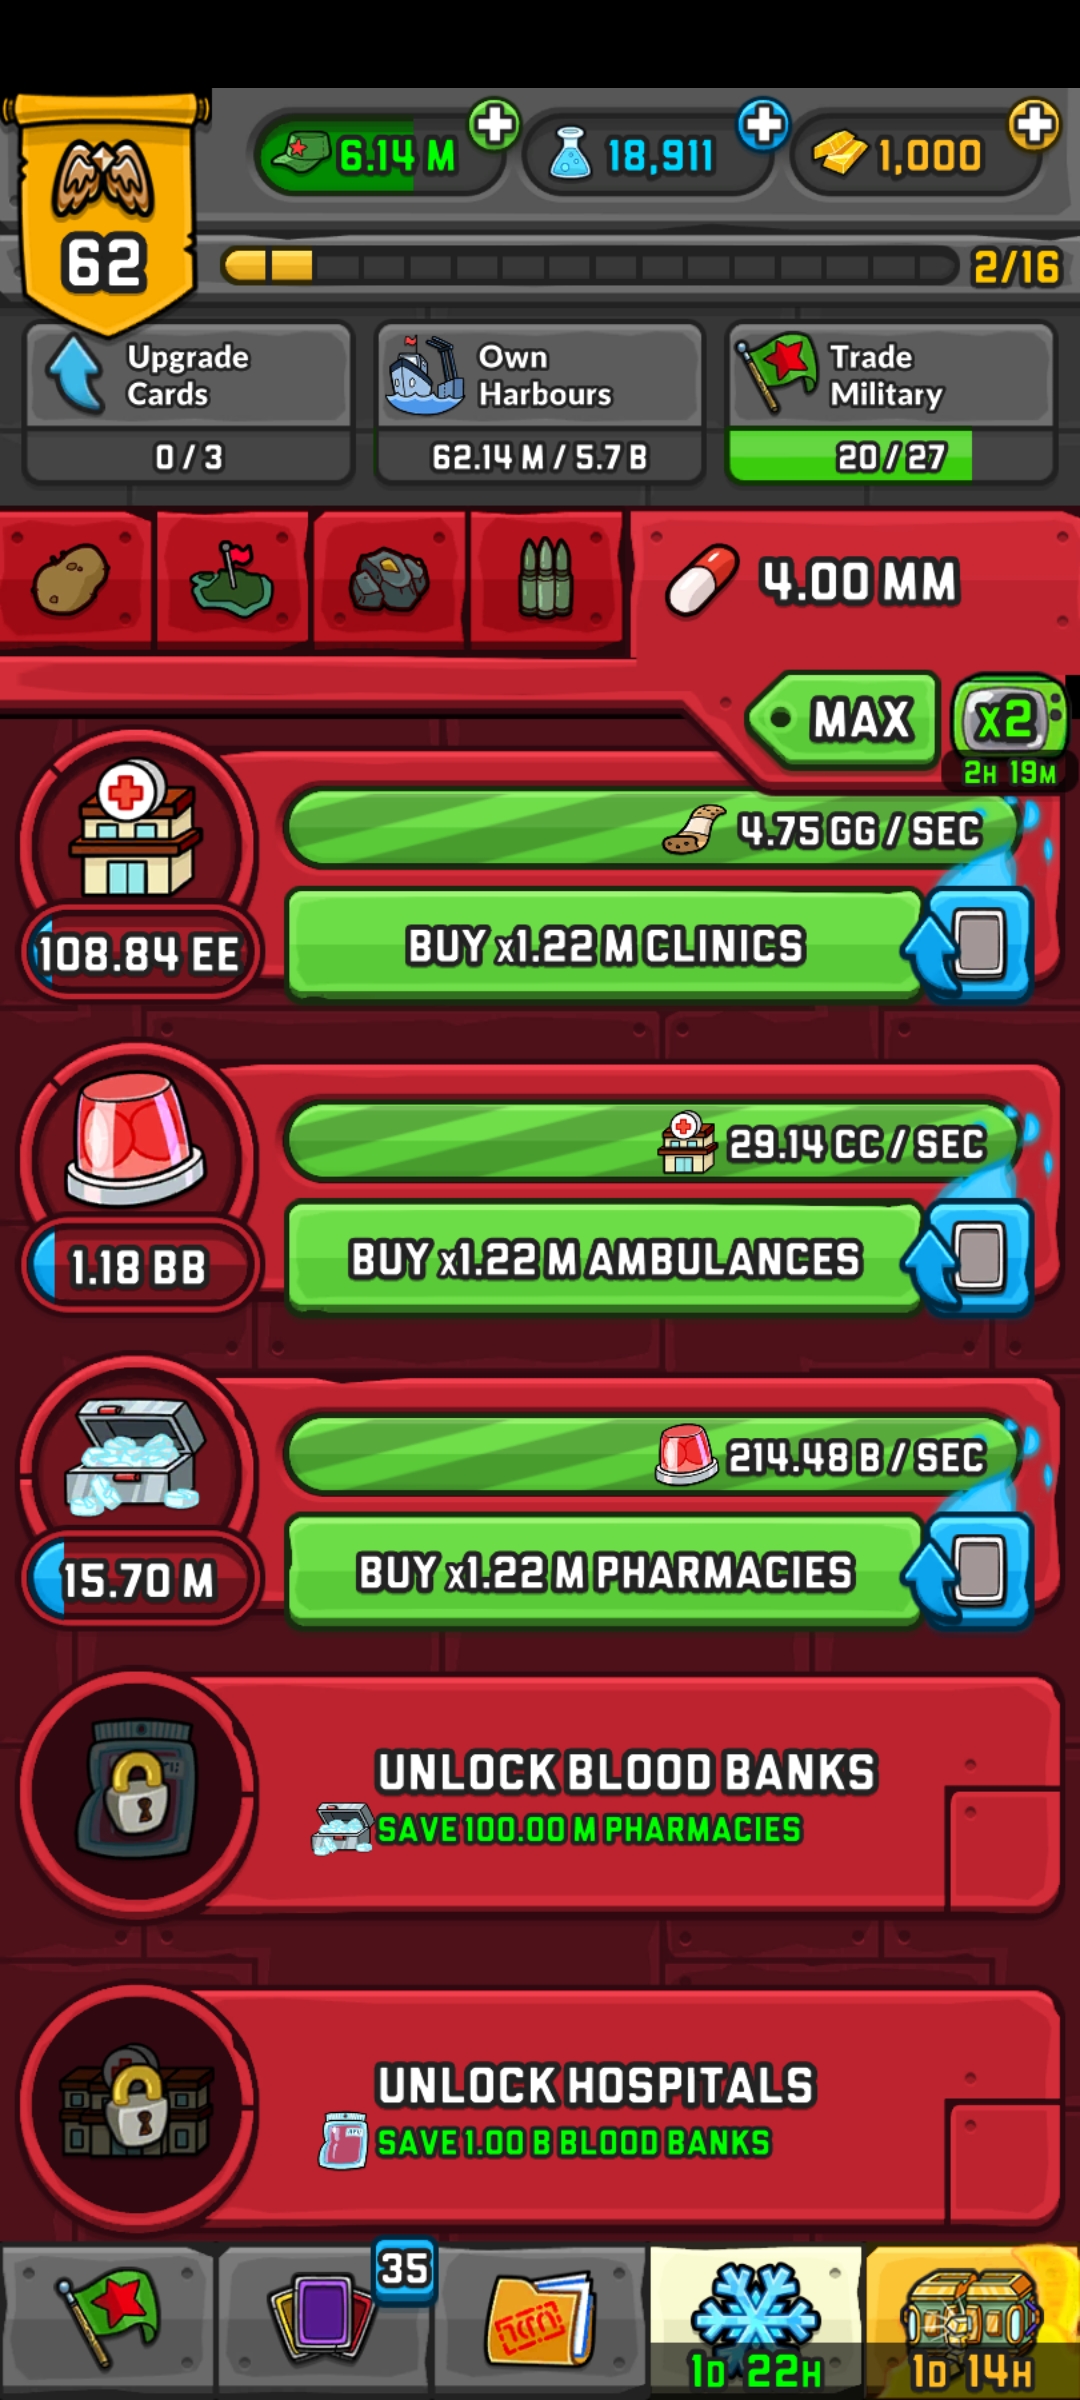 6.14 M
18,911
1,000
62
2/16
Upgrade
Cards
0 / 3
Own
Harbours
62.14 M / 5.7 B
Trade
Military
20 / 27
4.00 MM
MAX
x2
2H 19M
4.75 GG / SEC
108.84 EE
BUY x1.22 M CLINICS
29.14 CC / SEC
1.18 BB
BUY x1.22 M AMBULANCES
214.48 B / SEC
15.70 M
BUY x1.22 M PHARMACIES
UNLOCK BLOOD BANKS
SAVE 100.00 M PHARMACIES
UNLOCK HOSPITALS
SAVE 1.00 B BLOOD BANKS
35
1D 22H
1D 14H